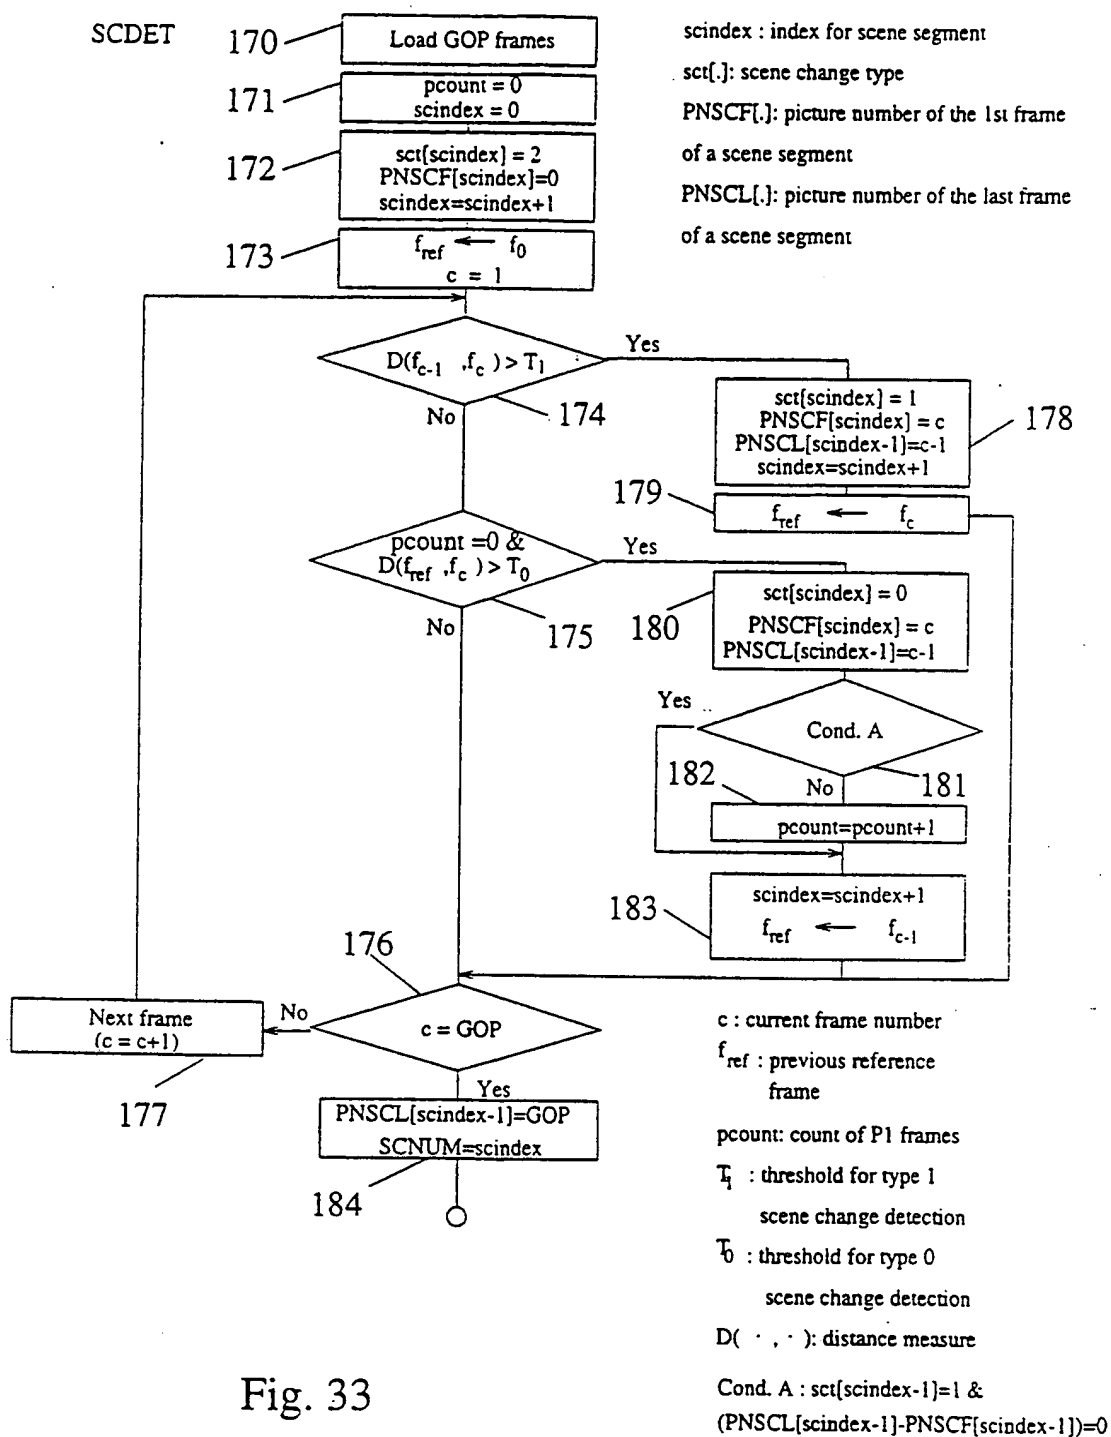 SCDET
170
Load GOP frames
171
pcount = 0
scindex = 0
172
sct[scindex] = 2
PNSCF[scindex]=0
scindex=scindex+1
173
f_ref ← f_0
c = 1
scindex : index for scene segment
sct[.]: scene change type
PNSCF[.]: picture number of the 1st frame
of a scene segment
PNSCL[.]: picture number of the last frame
of a scene segment
D(f_c-1 ,f_c ) > T_1
Yes
No
174
sct[scindex] = 1
PNSCF[scindex] = c
PNSCL[scindex-1]=c-1
scindex=scindex+1
178
179
f_ref ← f_c
pcount =0 &
D(f_ref ,f_c ) > T_0
Yes
No
175
180
sct[scindex] = 0
PNSCF[scindex] = c
PNSCL[scindex-1]=c-1
Yes
Cond. A
181
182
No
pcount=pcount+1
183
scindex=scindex+1
f_ref ← f_c-1
176
c = GOP
No
Next frame
(c = c+1)
177
Yes
PNSCL[scindex-1]=GOP
SCNUM=scindex
184
c : current frame number
f_ref : previous reference
frame
pcount: count of P1 frames
T_1 : threshold for type 1
scene change detection
T_0 : threshold for type 0
scene change detection
D( · , · ): distance measure
Cond. A : sct[scindex-1]=1 &
(PNSCL[scindex-1]-PNSCF[scindex-1])=0
Fig. 33